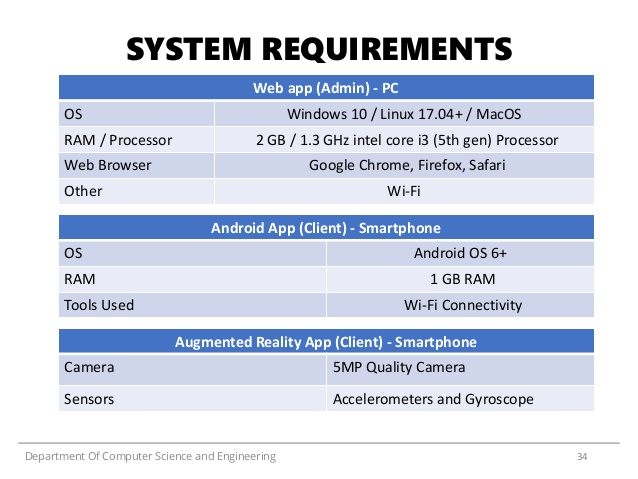 SYSTEM REQUIREMENTS
Web app (Admin) - PC
OS Windows 10 / Linux 17.04+ / MacOS
RAM / Processor 2 GB / 1.3 GHz intel core i3 (5th gen) Processor
Web Browser Google Chrome, Firefox, Safari
Other Wi-Fi
Android App (Client) - Smartphone
OS Android OS 6+
RAM 1 GB RAM
Tools Used Wi-Fi Connectivity
Augmented Reality App (Client) - Smartphone
Camera 5MP Quality Camera
Sensors Accelerometers and Gyroscope
Department Of Computer Science and Engineering 34